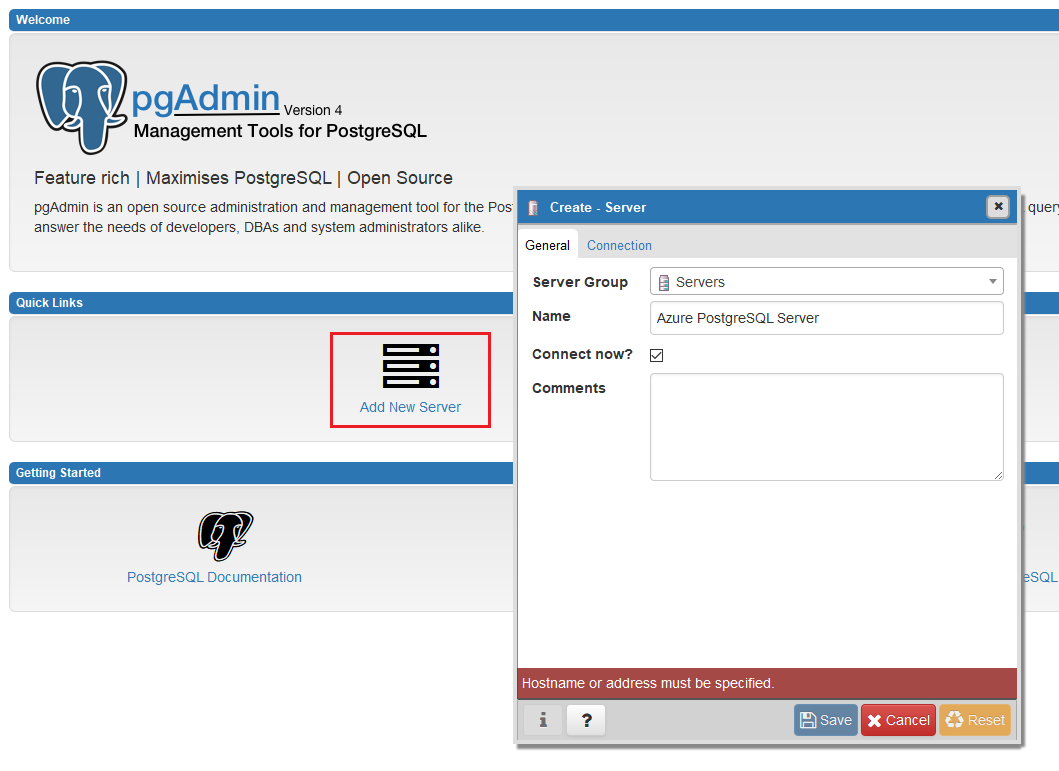 Welcome
pgAdmin Version 4
Management Tools for PostgreSQL
Feature rich | Maximises PostgreSQL | Open Source
pgAdmin is an open source administration and management tool for the Pos
query
answer the needs of developers, DBAs and system administrators alike.
Quick Links
Add New Server
Getting Started
PostgreSQL Documentation
eSQL
Create - Server
General Connection
Server Group Servers
Name Azure PostgreSQL Server
Connect now?
Comments
Hostname or address must be specified.
i ? Save Cancel Reset